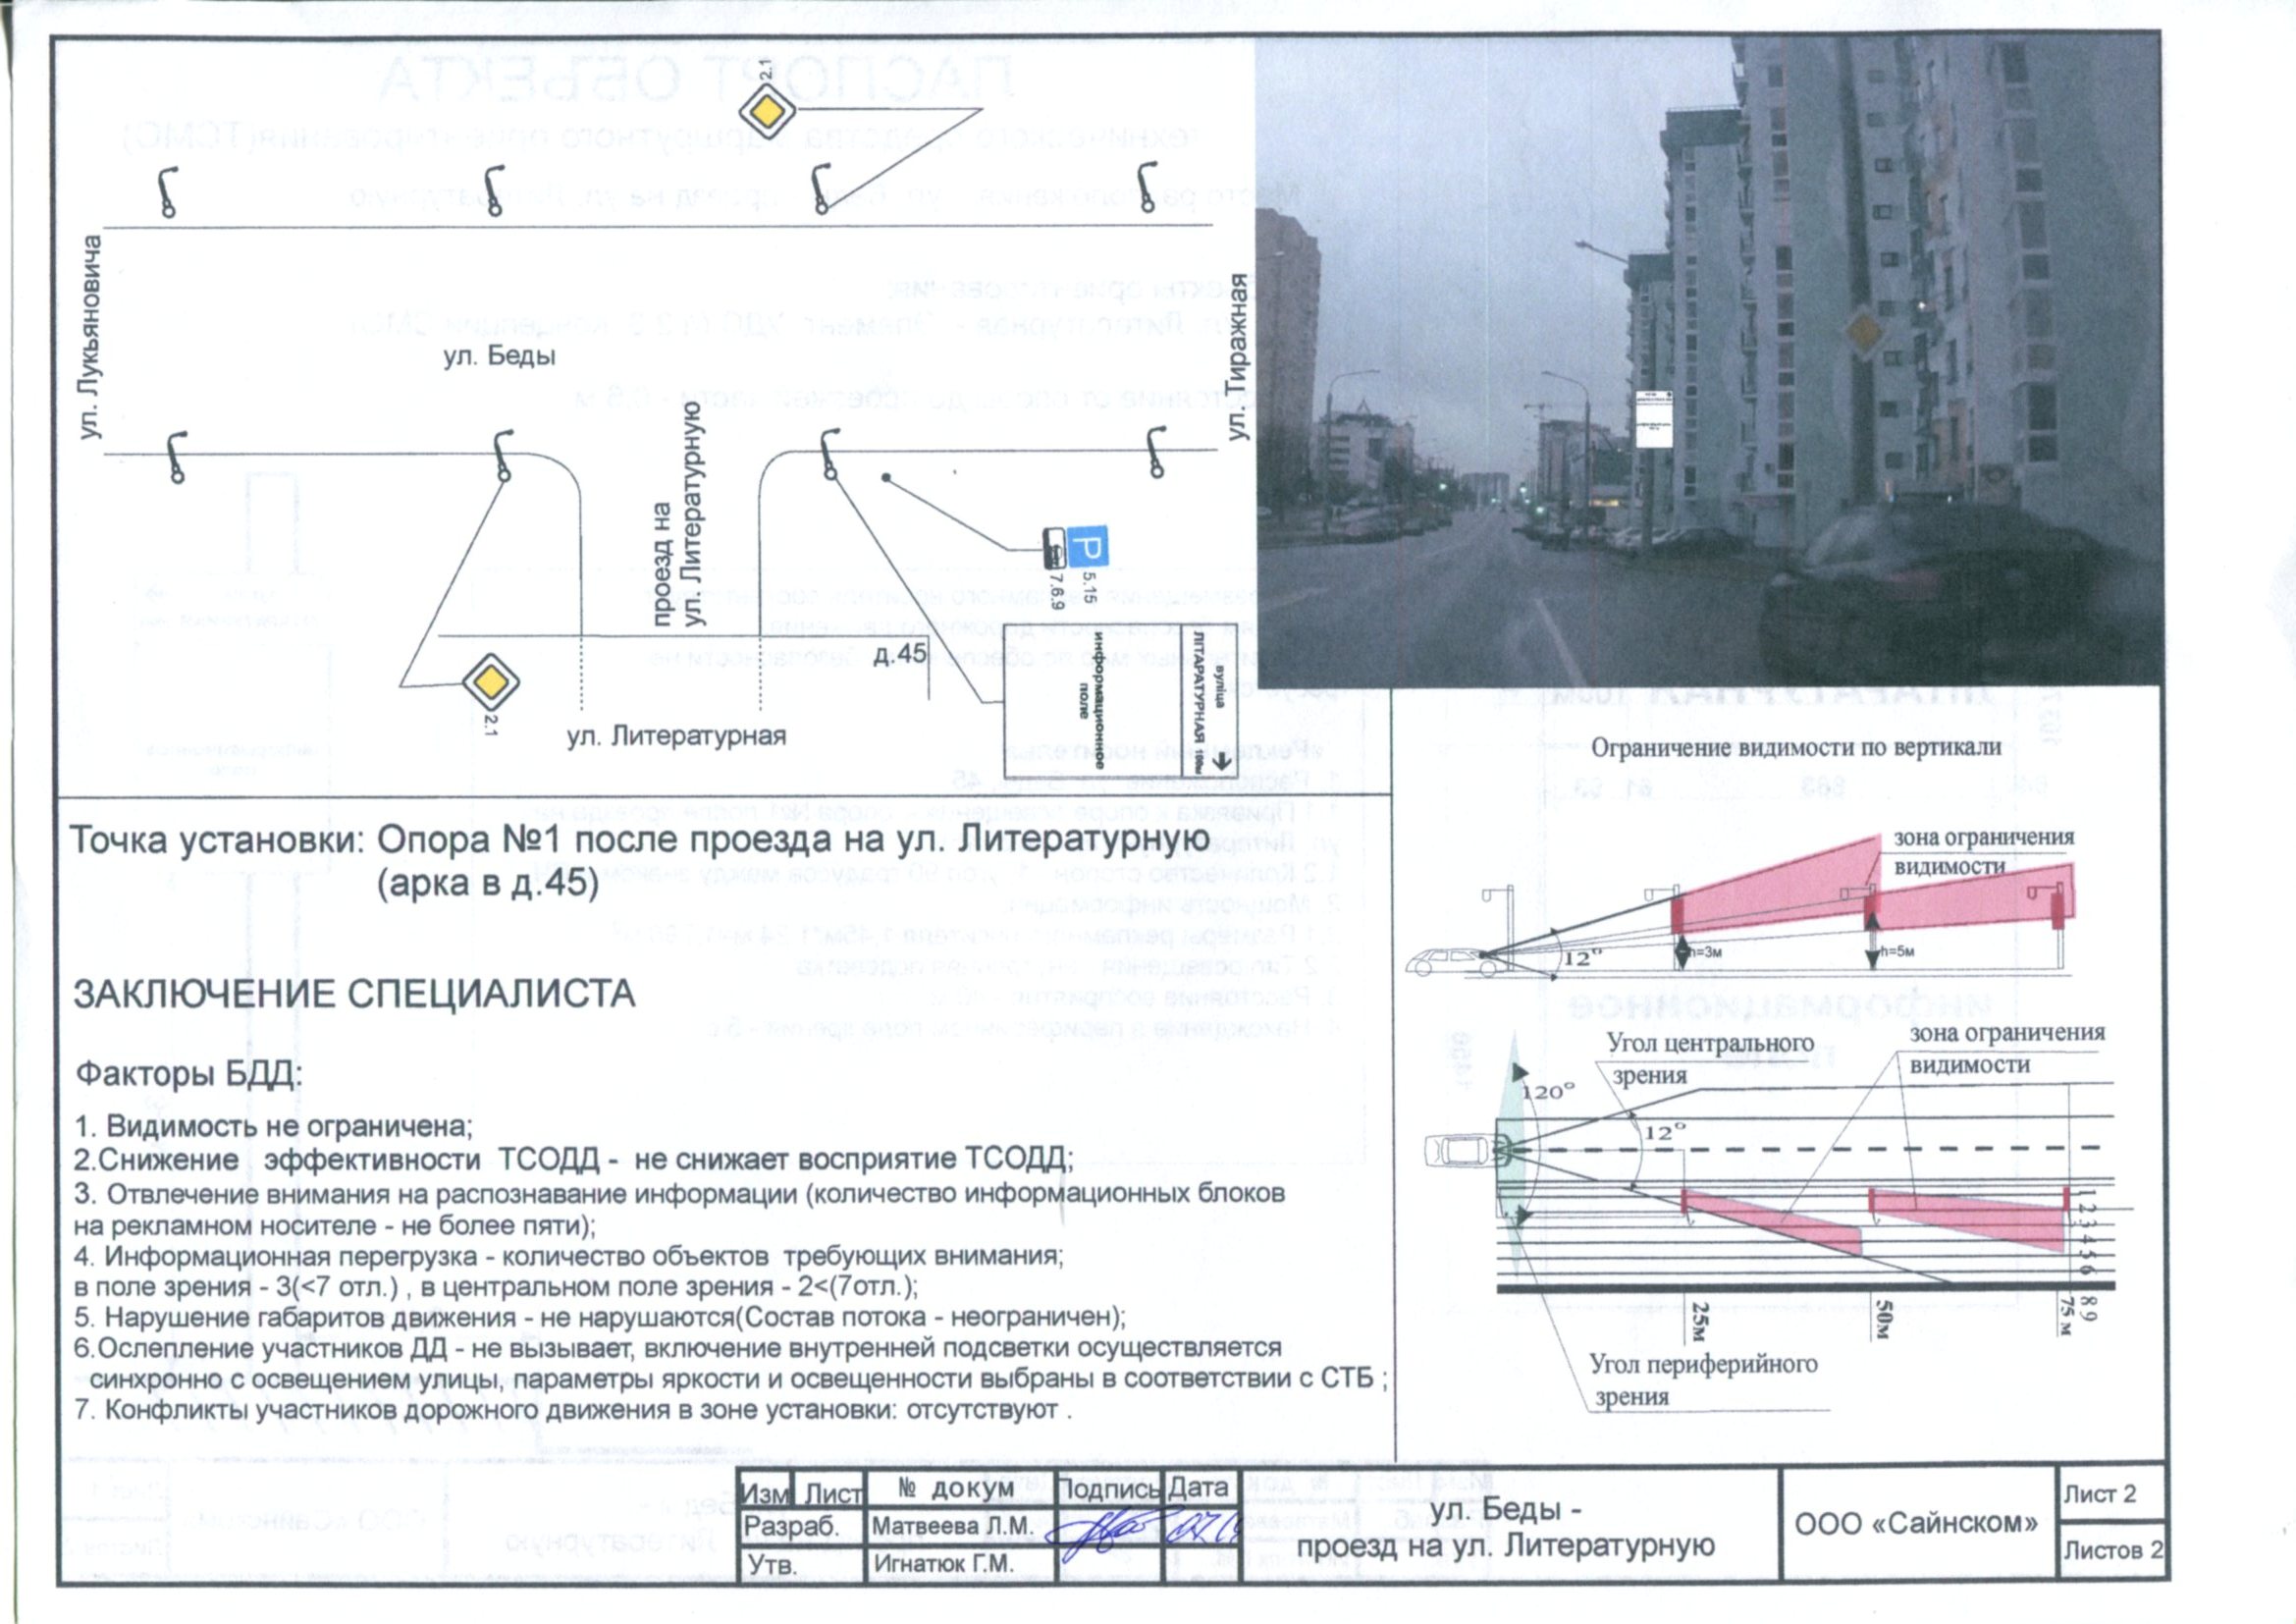 2.1
ул. Лукьяновича
ул. Беды
ул. Тиражная
проезд на
ул. Литературную
5.15
7.6.9
P
д.45
вуліца
ЛІТАРАТУРНАЯ 100м
информационное
поле
2.1
ул. Литературная
Точка установки: Опора №1 после проезда на ул. Литературную
(арка в д.45)
ЗАКЛЮЧЕНИЕ СПЕЦИАЛИСТА
Факторы БДД:
1. Видимость не ограничена;
2.Снижение эффективности ТСОДД - не снижает восприятие ТСОДД;
3. Отвлечение внимания на распознавание информации (количество информационных блоков
на рекламном носителе - не более пяти);
4. Информационная перегрузка - количество объектов требующих внимания;
в поле зрения - 3(<7 отл.) , в центральном поле зрения - 2<(7отл.);
5. Нарушение габаритов движения - не нарушаются(Состав потока - неограничен);
6.Ослепление участников ДД - не вызывает, включение внутренней подсветки осуществляется
синхронно с освещением улицы, параметры яркости и освещенности выбраны в соответствии с СТБ ;
7. Конфликты участников дорожного движения в зоне установки: отсутствуют .
Ограничение видимости по вертикали
зона ограничения
видимости
12°
h=3м
h=5м
Угол центрального
зрения
зона ограничения
видимости
120°
12°
1 2 3 4 5 6 8 9
25м
50м
75 м
Угол периферийного
зрения
Изм Лист № докум Подпись Дата
Разраб. Матвеева Л.М.
Утв. Игнатюк Г.М.
ул. Беды -
проезд на ул. Литературную
ООО «Сайнском»
Лист 2
Листов 2